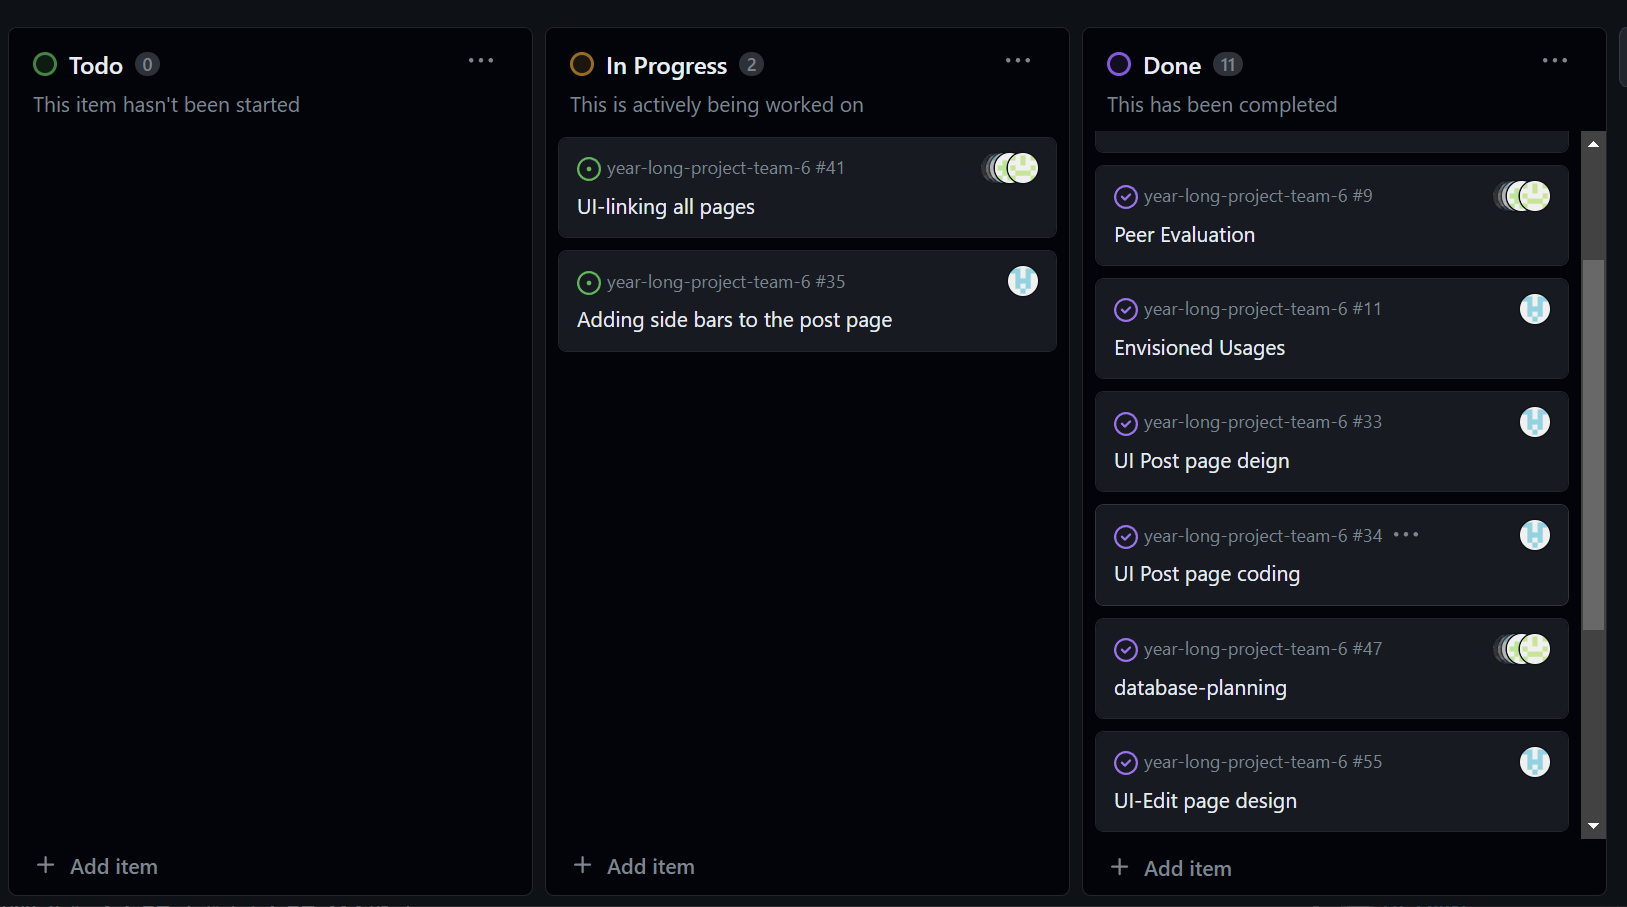 Todo 0
This item hasn't been started
Add item
In Progress 2
This is actively being worked on
year-long-project-team-6 #41
UI-linking all pages
year-long-project-team-6 #35
Adding side bars to the post page
Add item
Done 11
This has been completed
year-long-project-team-6 #9
Peer Evaluation
year-long-project-team-6 #11
Envisioned Usages
year-long-project-team-6 #33
UI Post page deign
year-long-project-team-6 #34
UI Post page coding
year-long-project-team-6 #47
database-planning
year-long-project-team-6 #55
UI-Edit page design
Add item